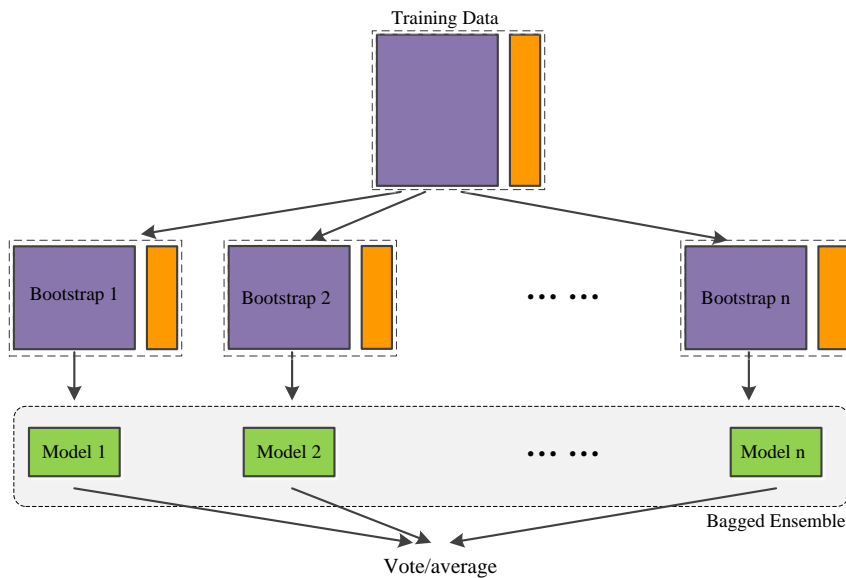 Training Data
Bootstrap 1
Bootstrap 2
... ...
Bootstrap n
Model 1
Model 2
... ...
Model n
Bagged Ensemble
Vote/average